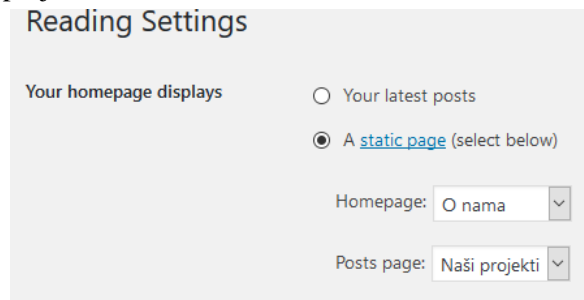 Reading Settings
Your homepage displays
Your latest posts
A static page (select below)
Homepage: O nama
Posts page: Naši projekti